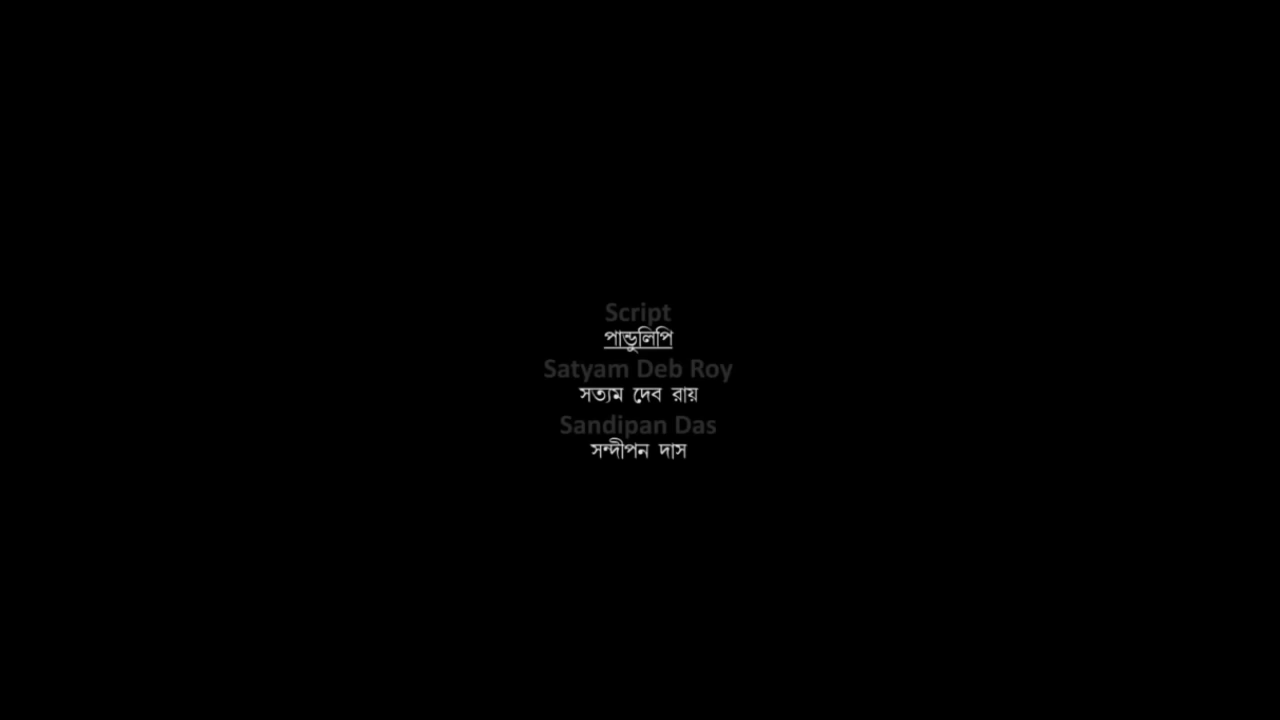 Script
পান্ডুলিপি
Satyam Deb Roy
সত্যম দেব রায়
Sandipan Das
সন্দীপন দাস